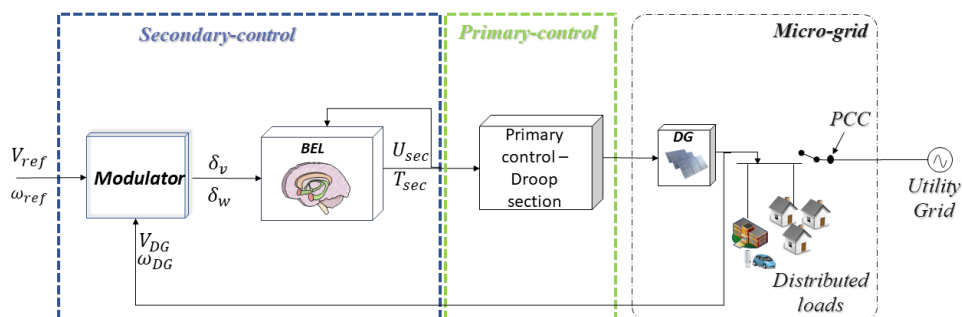 Secondary-control
Primary-control
Micro-grid
V_ref
ω_ref
Modulator
δ_v
δ_w
BEL
U_sec
T_sec
Primary
control –
Droop
section
DG
PCC
Utility
Grid
V_DG
ω_DG
Distributed
loads